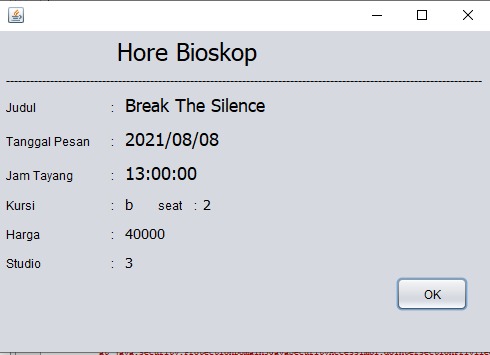 Hore Bioskop
Judul : Break The Silence
Tanggal Pesan : 2021/08/08
Jam Tayang : 13:00:00
Kursi : b seat : 2
Harga : 40000
Studio : 3
OK